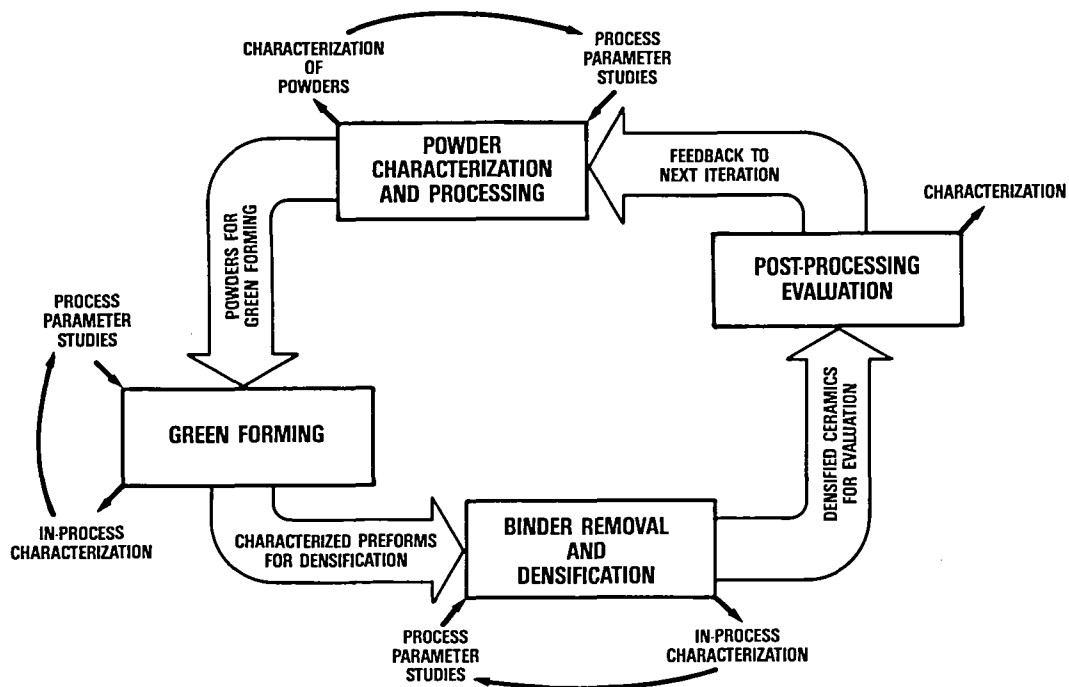 CHARACTERIZATION
OF
POWDERS
PROCESS
PARAMETER
STUDIES
POWDER
CHARACTERIZATION
AND PROCESSING
FEEDBACK TO
NEXT ITERATION
CHARACTERIZATION
POST-PROCESSING
EVALUATION
POWDERS FOR
GREEN FORMING
PROCESS
PARAMETER
STUDIES
GREEN FORMING
IN-PROCESS
CHARACTERIZATION
CHARACTERIZED PREFORMS
FOR DENSIFICATION
BINDER REMOVAL
AND
DENSIFICATION
DENSIFIED CERAMICS
FOR EVALUATION
PROCESS
PARAMETER
STUDIES
IN-PROCESS
CHARACTERIZATION